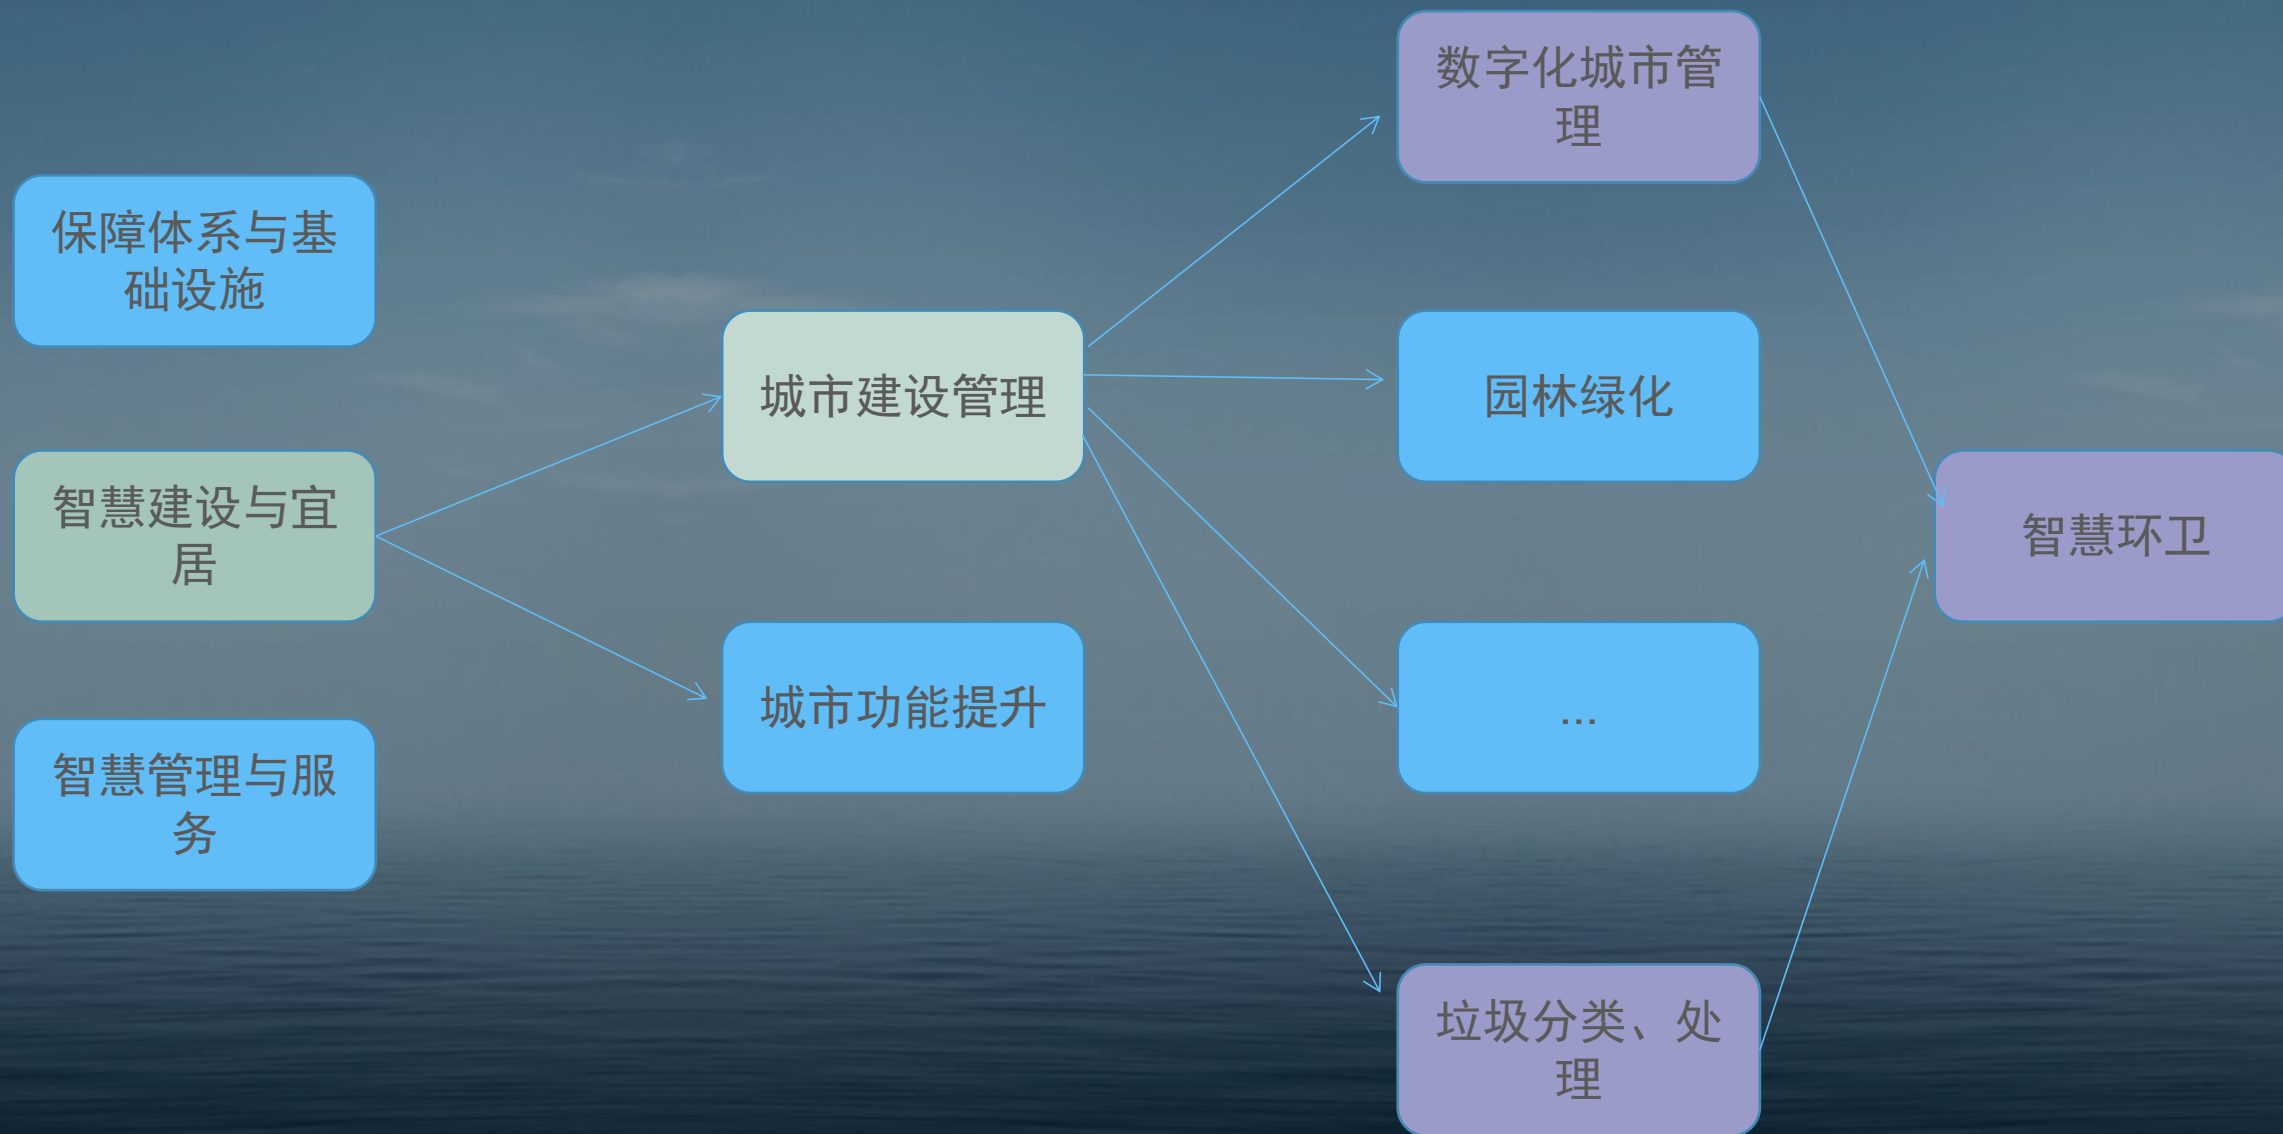 保障体系与基
础设施
智慧建设与宜
居
智慧管理与服
务
城市建设管理
城市功能提升
数字化城市管
理
园林绿化
...
垃圾分类、处
理
智慧环卫